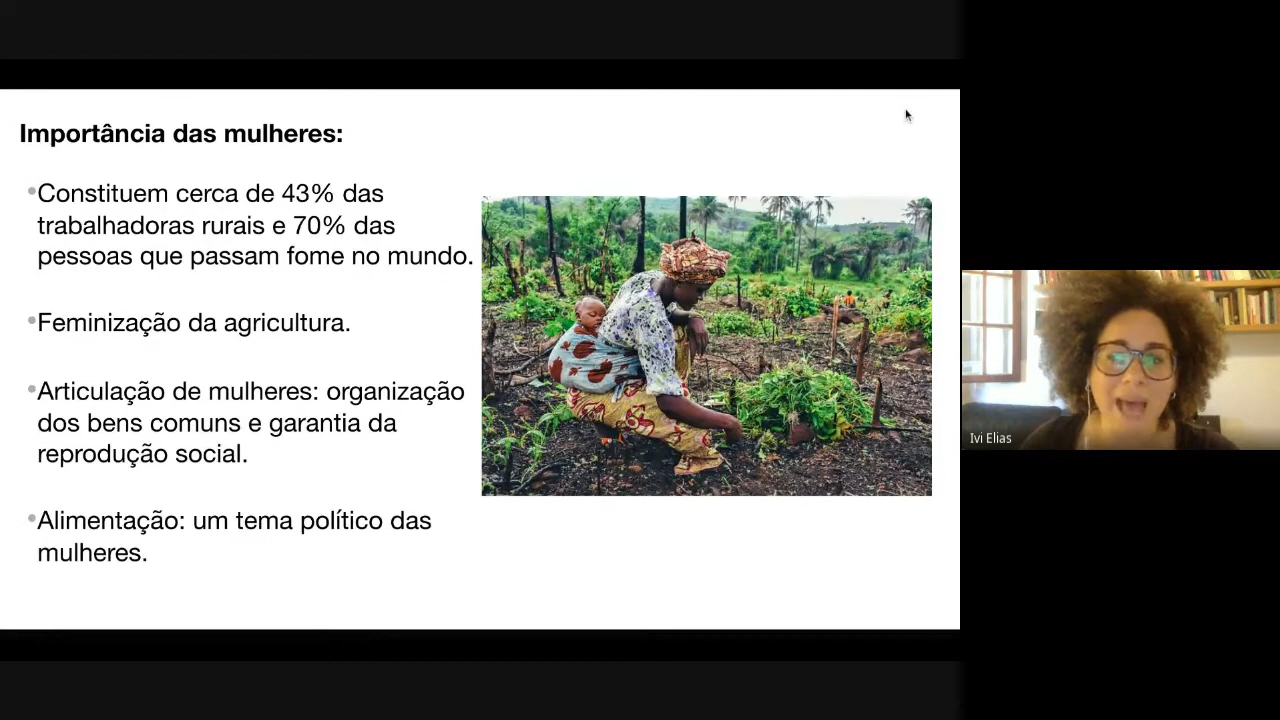 Importância das mulheres:
•Constituem cerca de 43% das
trabalhadoras rurais e 70% das
pessoas que passam fome no mundo.
•Feminização da agricultura.
•Articulação de mulheres: organização
dos bens comuns e garantia da
reprodução social.
•Alimentação: um tema político das
mulheres.
Ivi Elias